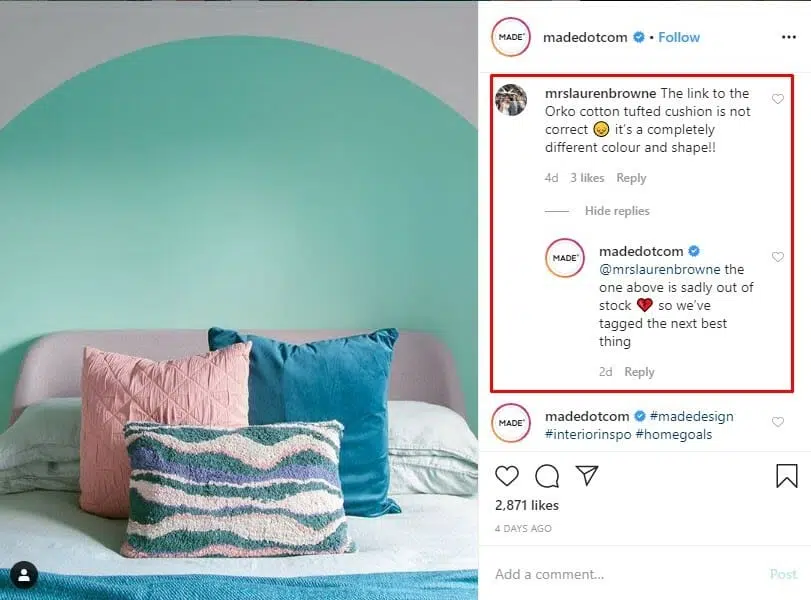 MADE
madedotcom • Follow
mrslaurenbrowne The link to the
Orko cotton tufted cushion is not
correct 😞 it's a completely
different colour and shape!!
4d 3 likes Reply
Hide replies
MADE
madedotcom
@mrslaurenbrowne the
one above is sadly out of
stock 💔 so we've
tagged the next best
thing
2d Reply
MADE
madedotcom #madedesign
#interiorinspo #homegoals
2,871 likes
4 DAYS AGO
Add a comment... Post